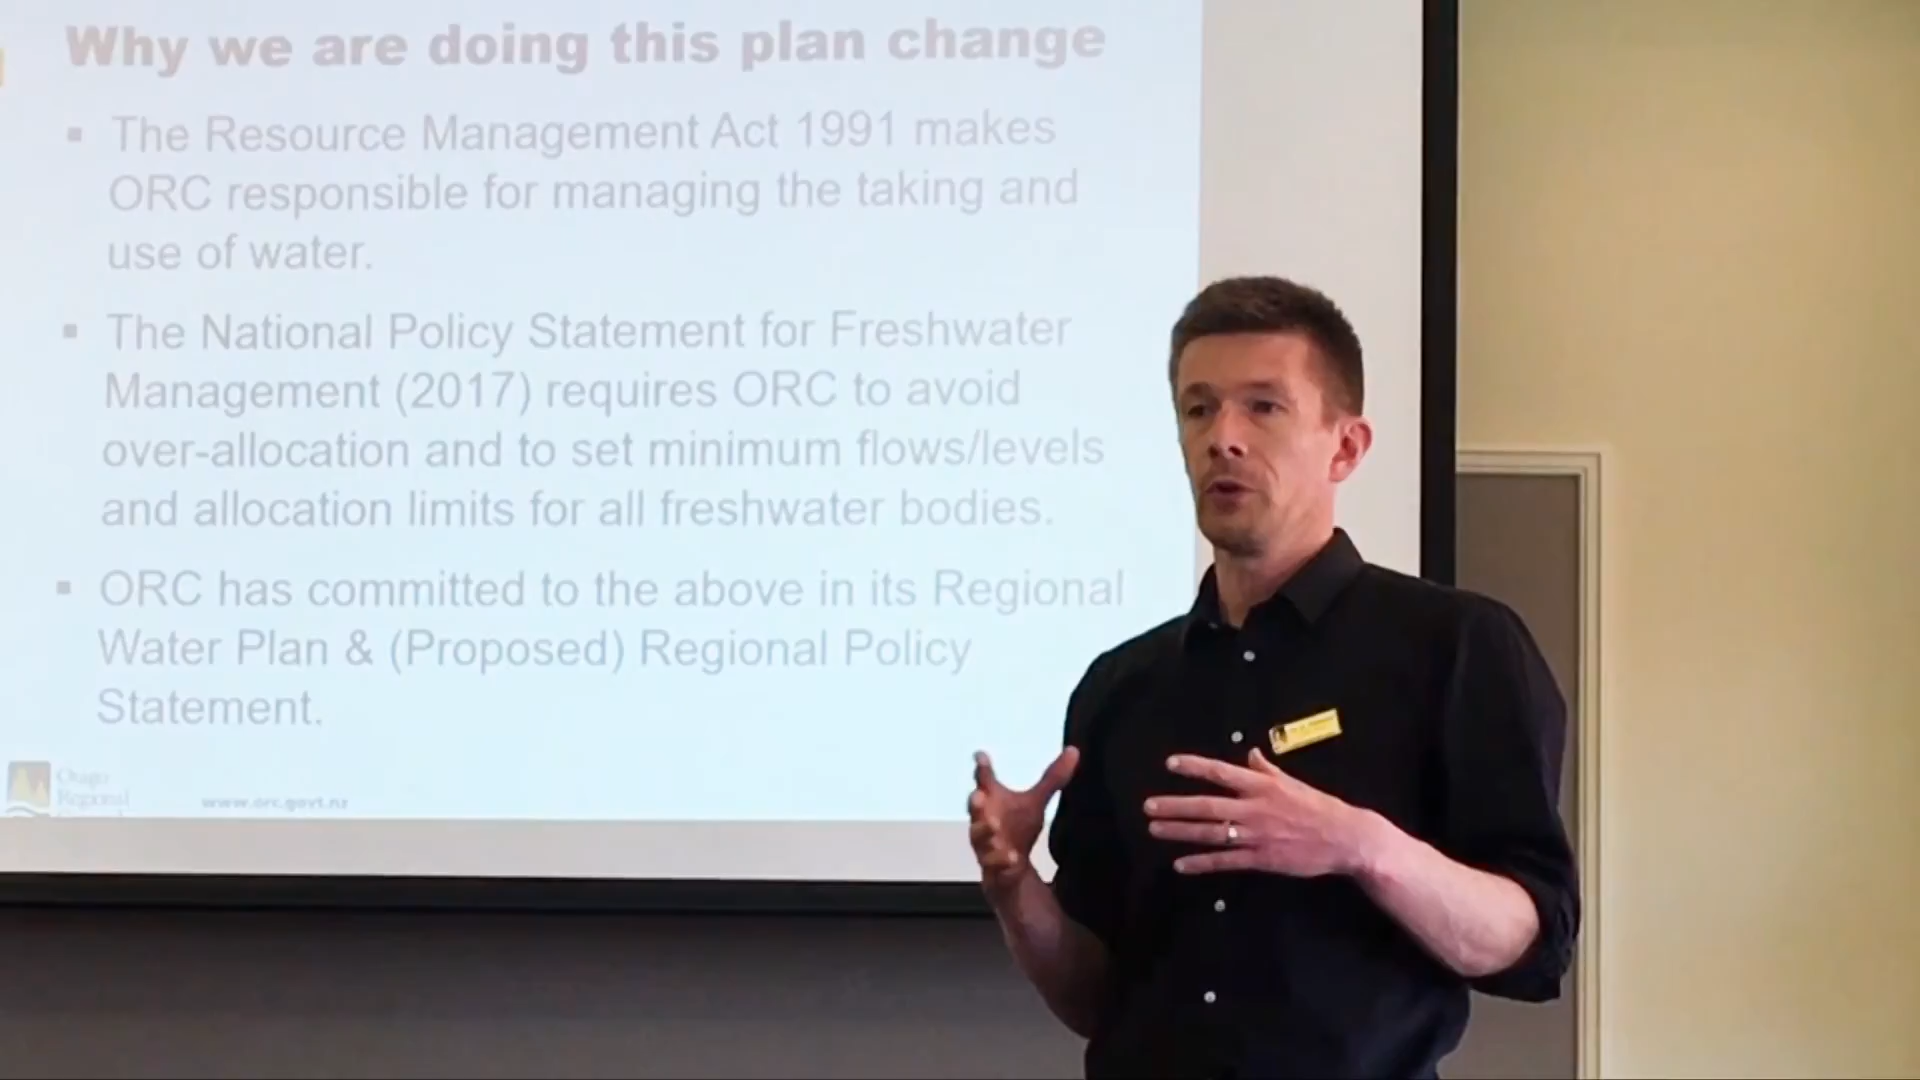 Why we are doing this plan change
▪ The Resource Management Act 1991 makes
ORC responsible for managing the taking and
use of water.
▪ The National Policy Statement for Freshwater
Management (2017) requires ORC to avoid
over-allocation and to set minimum flows/levels
and allocation limits for all freshwater bodies.
▪ ORC has committed to the above in its Regional
Water Plan & (Proposed) Regional Policy
Statement.
Otago
Regional
www.orc.govt.nz